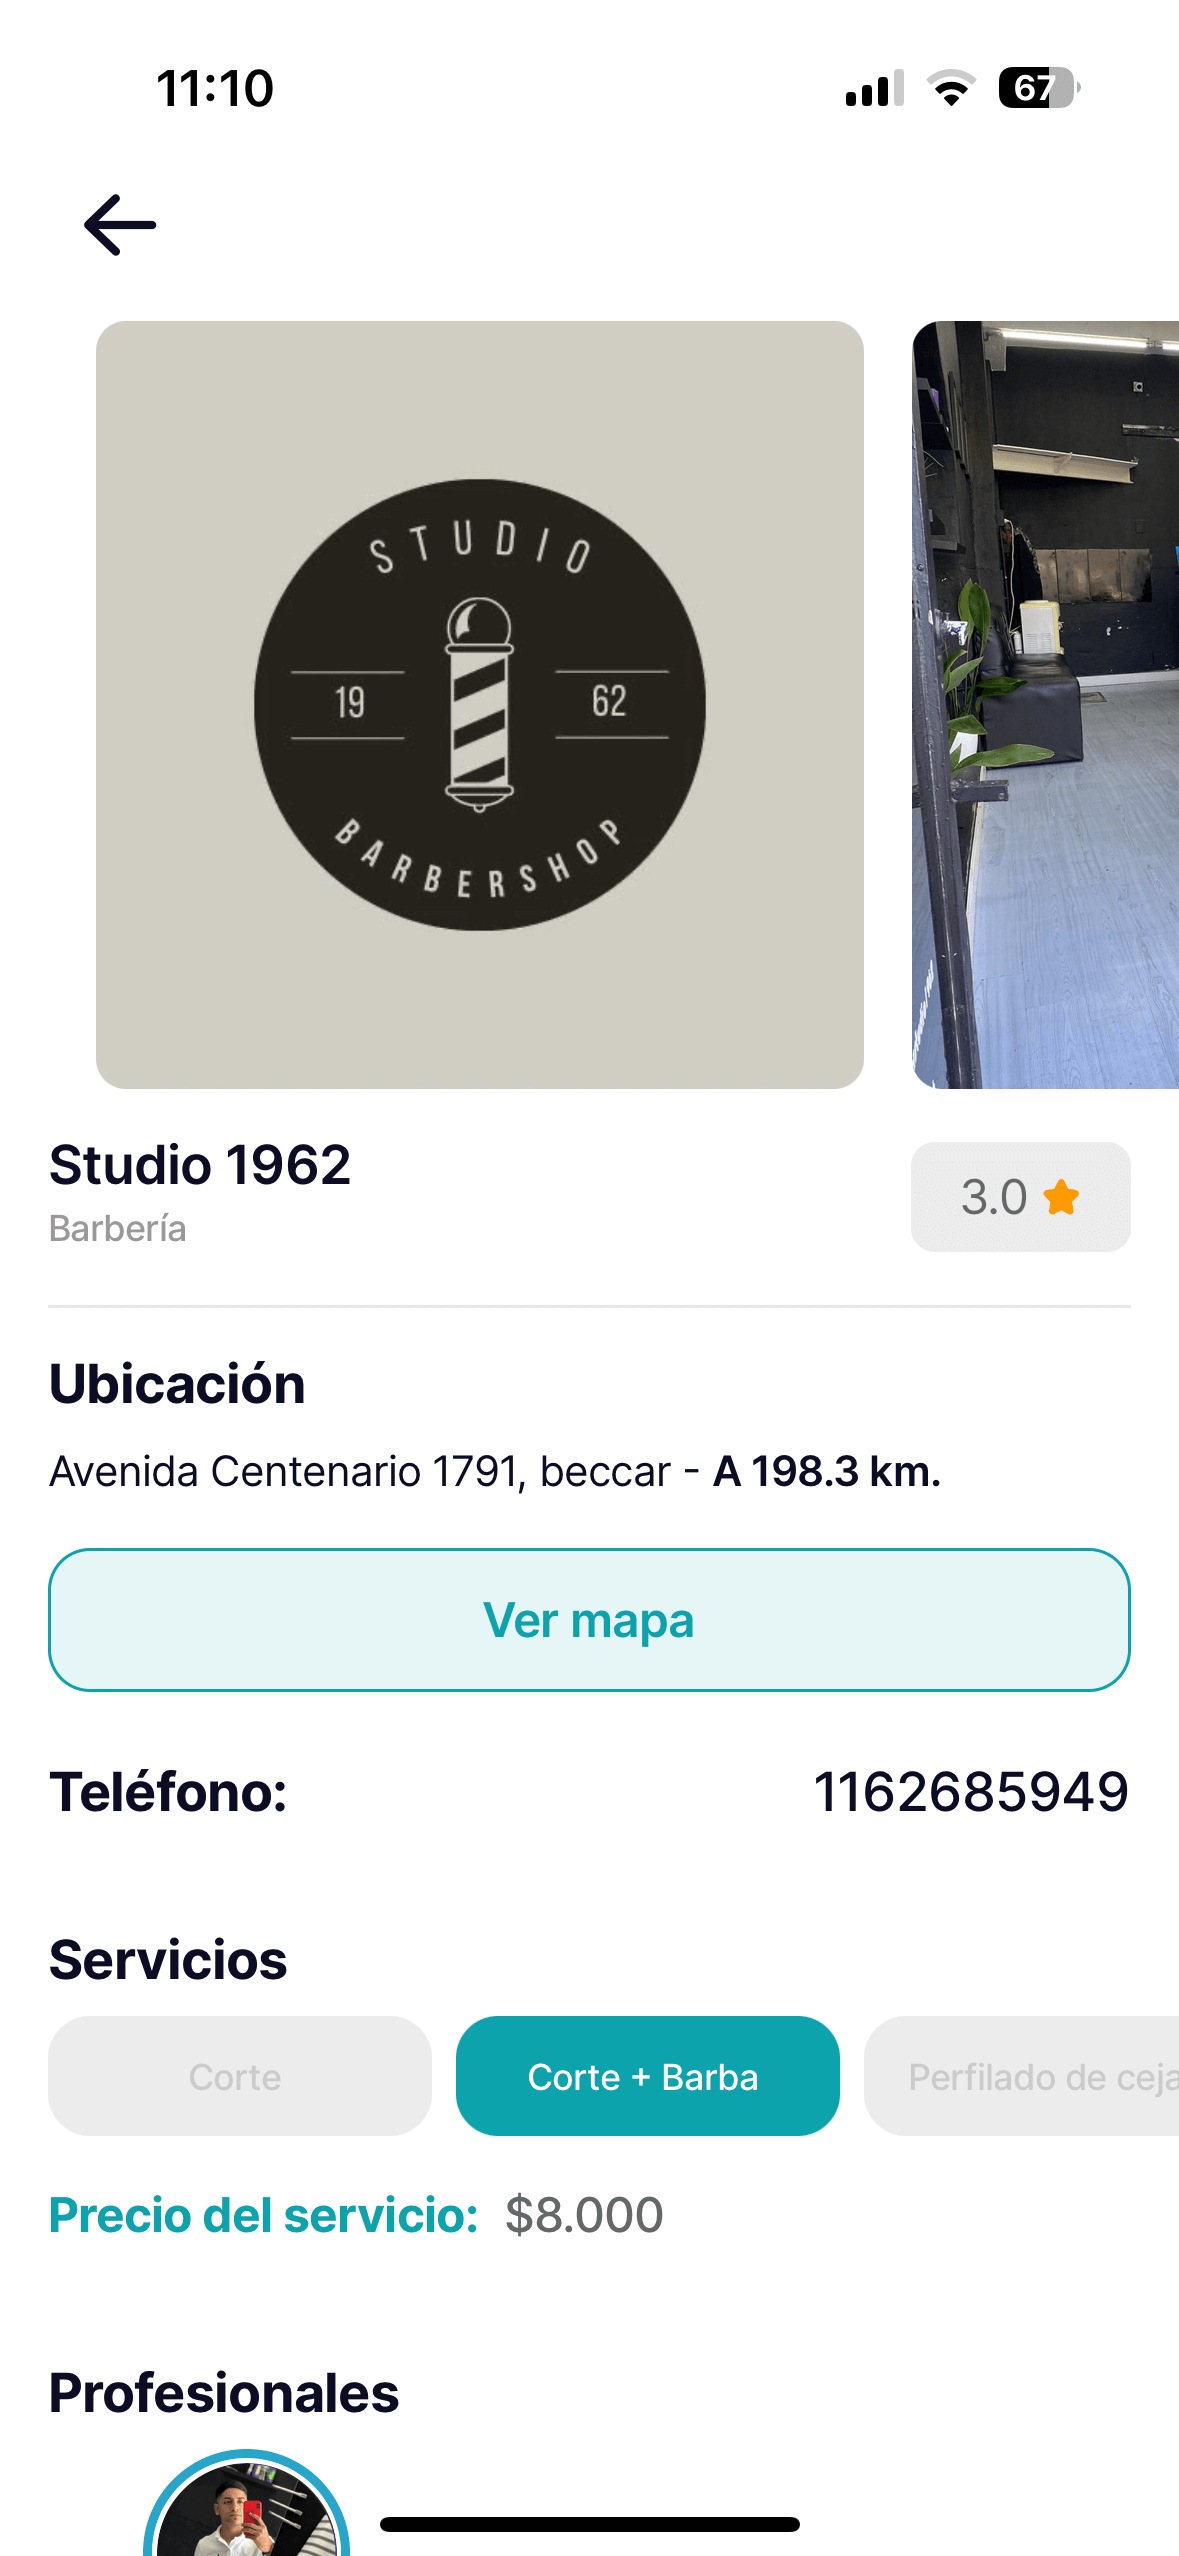 11:10
67
STUDIO
19
62
BARBERSHOP
Studio 1962
Barbería
3.0
Ubicación
Avenida Centenario 1791, beccar - A 198.3 km.
Ver mapa
Teléfono:
1162685949
Servicios
Corte
Corte + Barba
Perfilado de ceja
Precio del servicio: $8.000
Profesionales